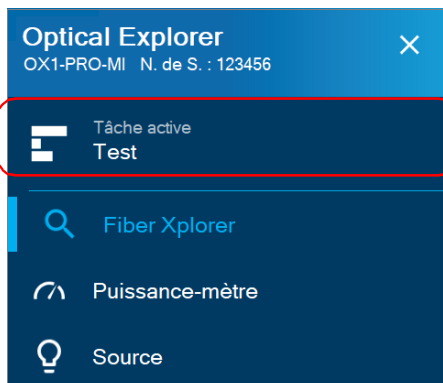 Optical Explorer
OX1-PRO-MI N. de S. : 123456
Tâche active
Test
Fiber Xplorer
Puissance-mètre
Source